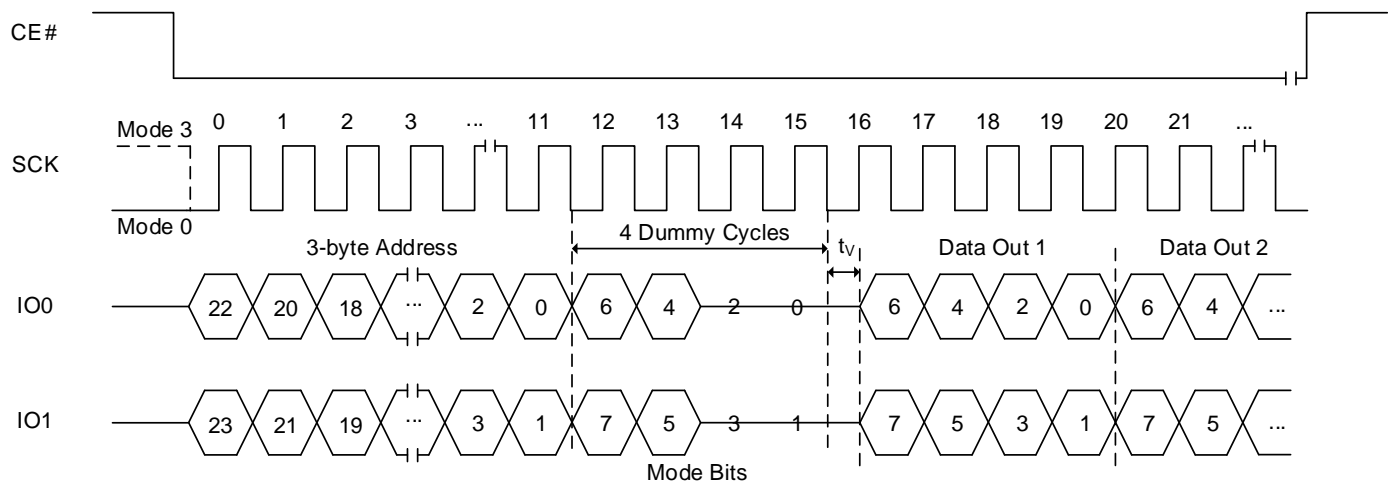 CE#
0 1 2 3 ... 11 12 13 14 15 16 17 18 19 20 21 ...
Mode 3
SCK
Mode 0
4 Dummy Cycles
3-byte Address tV Data Out 1 Data Out 2
IO0 22 20 18 ... 2 0 6 4 2 0 6 4 2 0 6 4 ...
IO1 23 21 19 ... 3 1 7 5 3 1 7 5 3 1 7 5 ...
Mode Bits